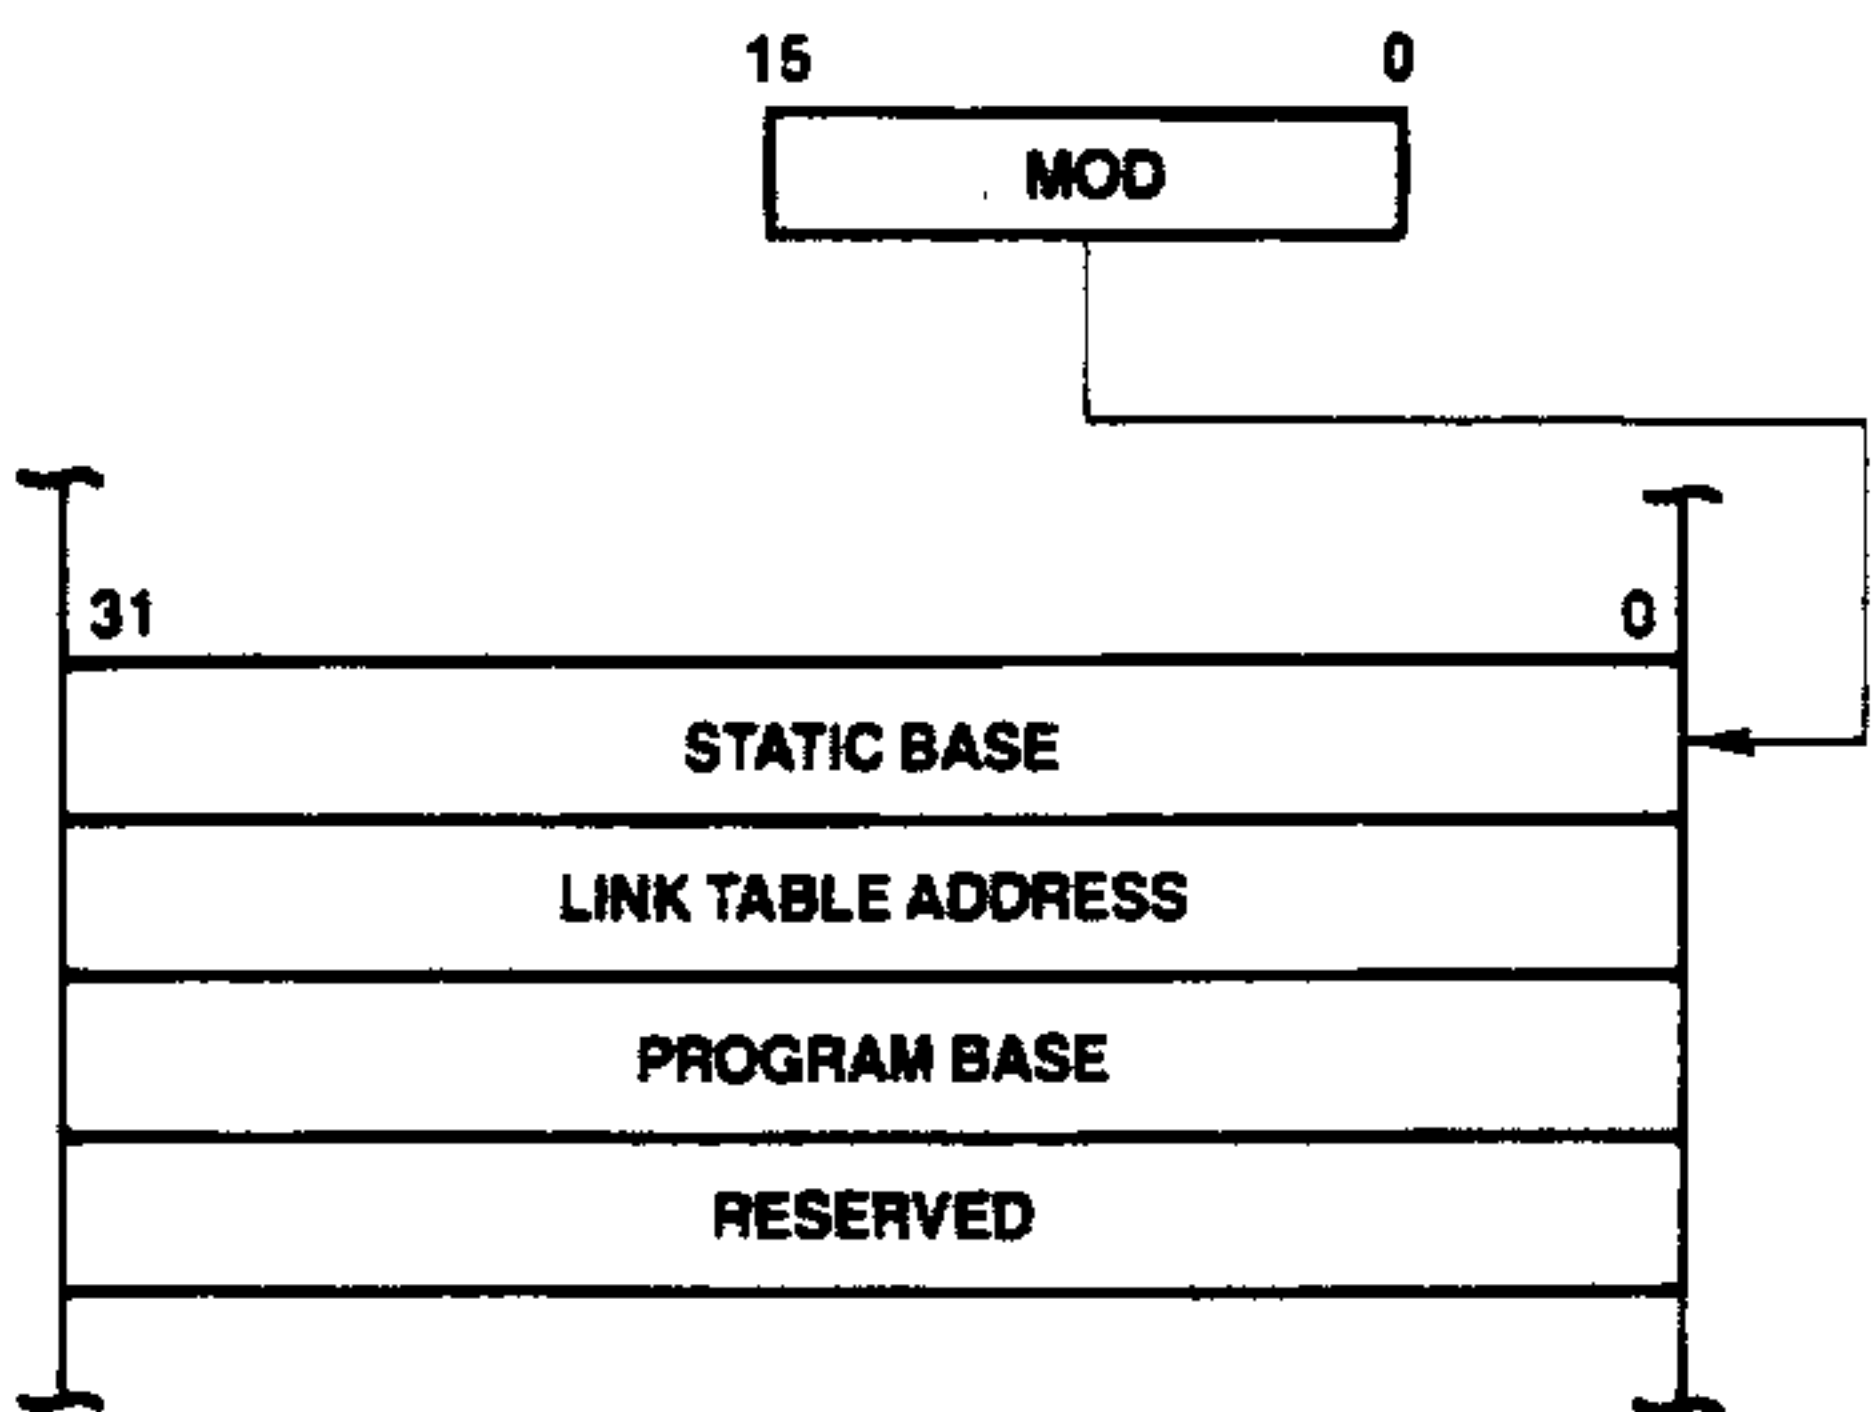 15 0
MOD
31 0
STATIC BASE
LINK TABLE ADDRESS
PROGRAM BASE
RESERVED